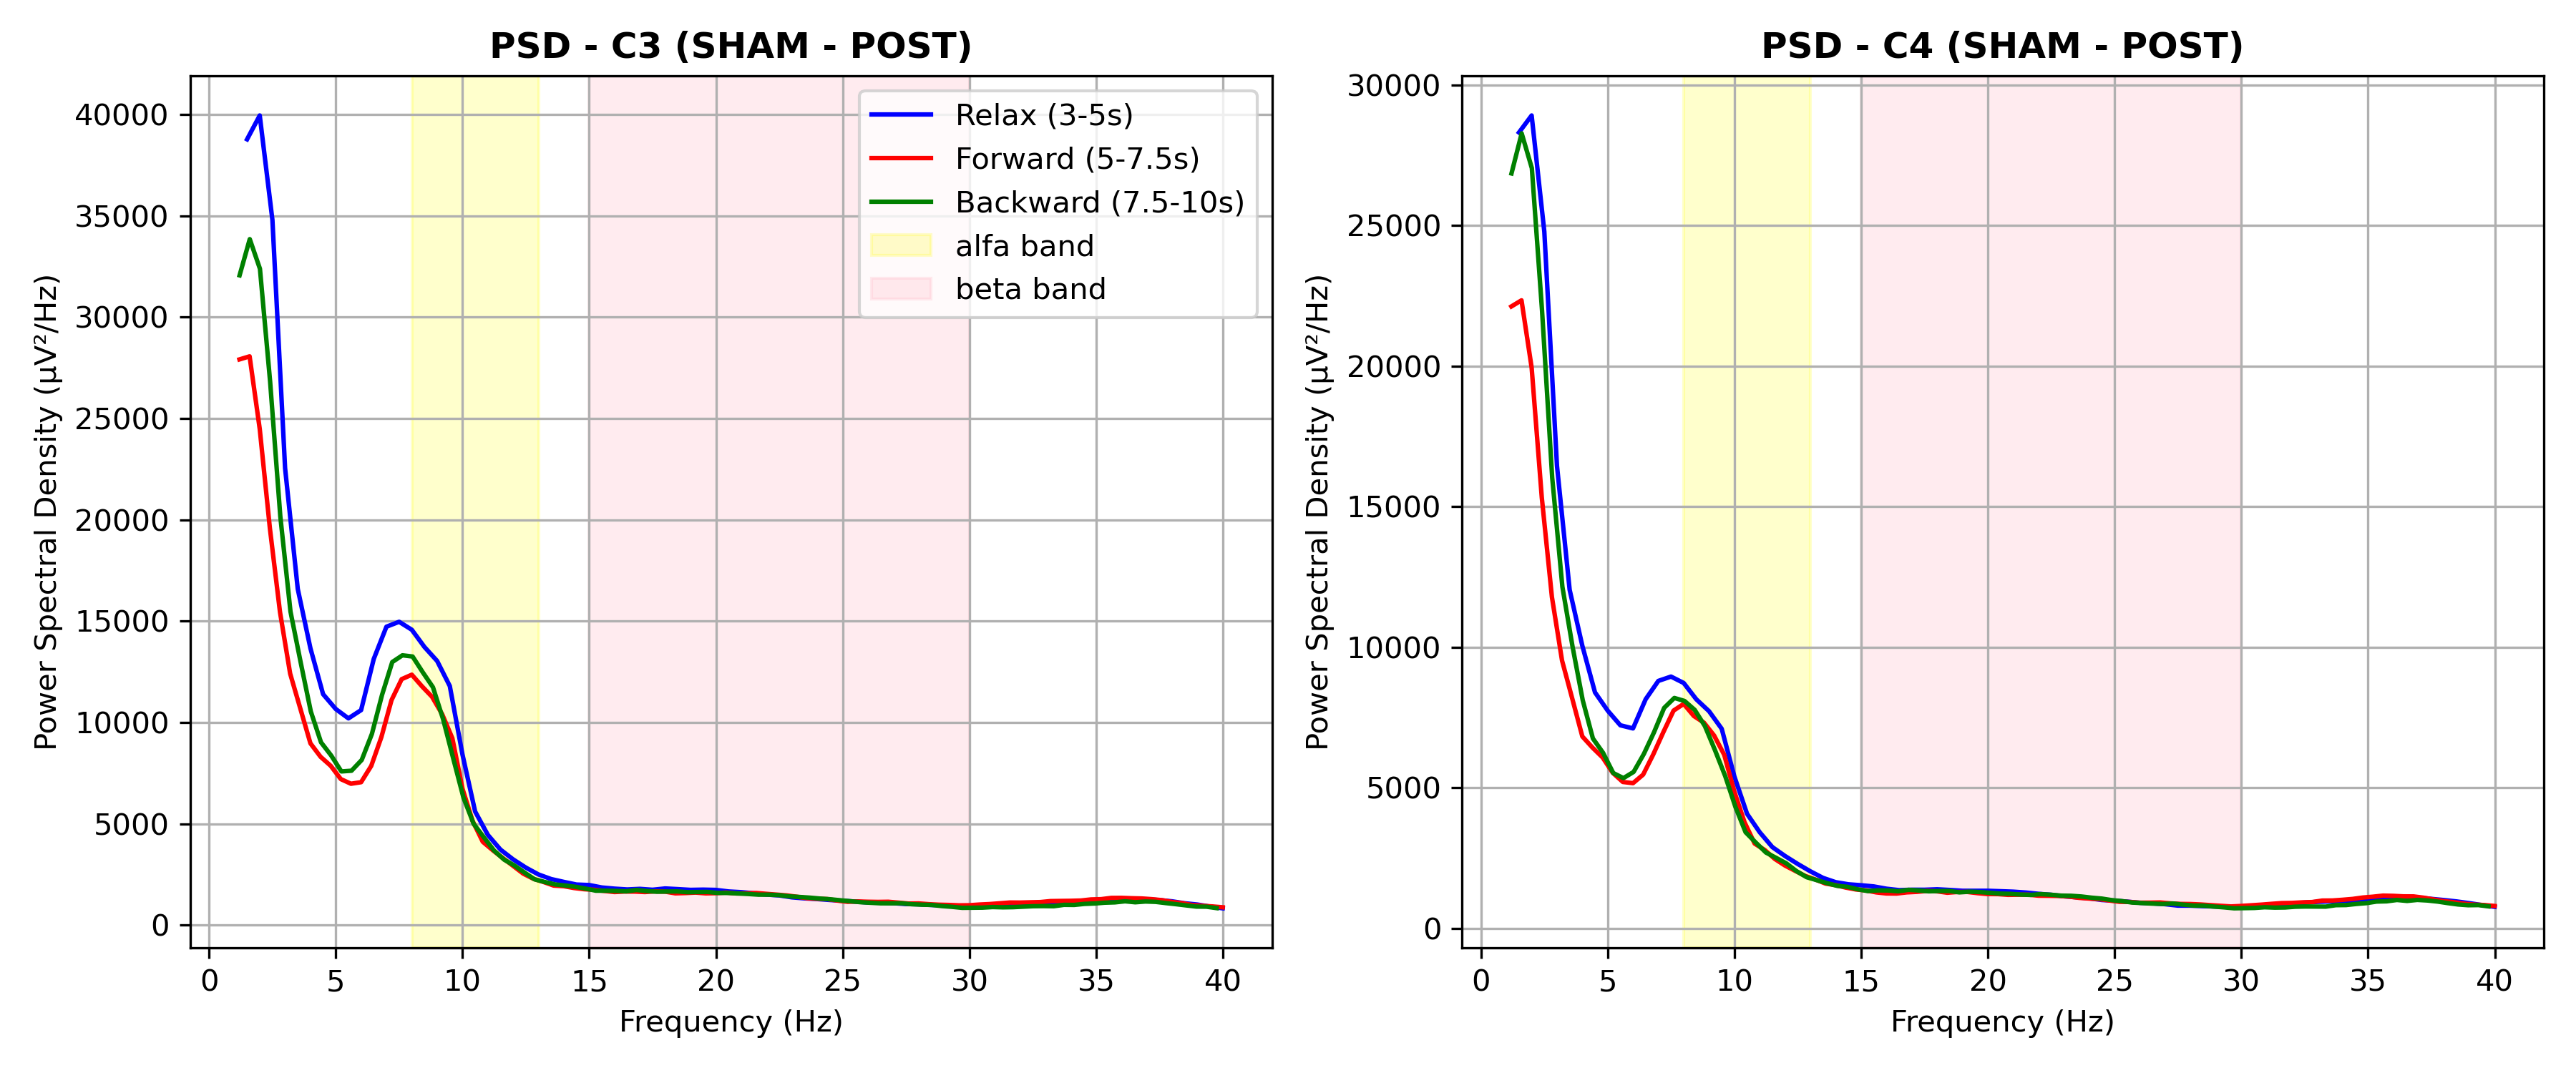 PSD - C3 (SHAM - POST)
Power Spectral Density (µV²/Hz)
40000
35000
30000
25000
20000
15000
10000
5000
0
Relax (3-5s)
Forward (5-7.5s)
Backward (7.5-10s)
alfa band
beta band
0 5 10 15 20 25 30 35 40
Frequency (Hz)
PSD - C4 (SHAM - POST)
Power Spectral Density (µV²/Hz)
30000
25000
20000
15000
10000
5000
0
0 5 10 15 20 25 30 35 40
Frequency (Hz)